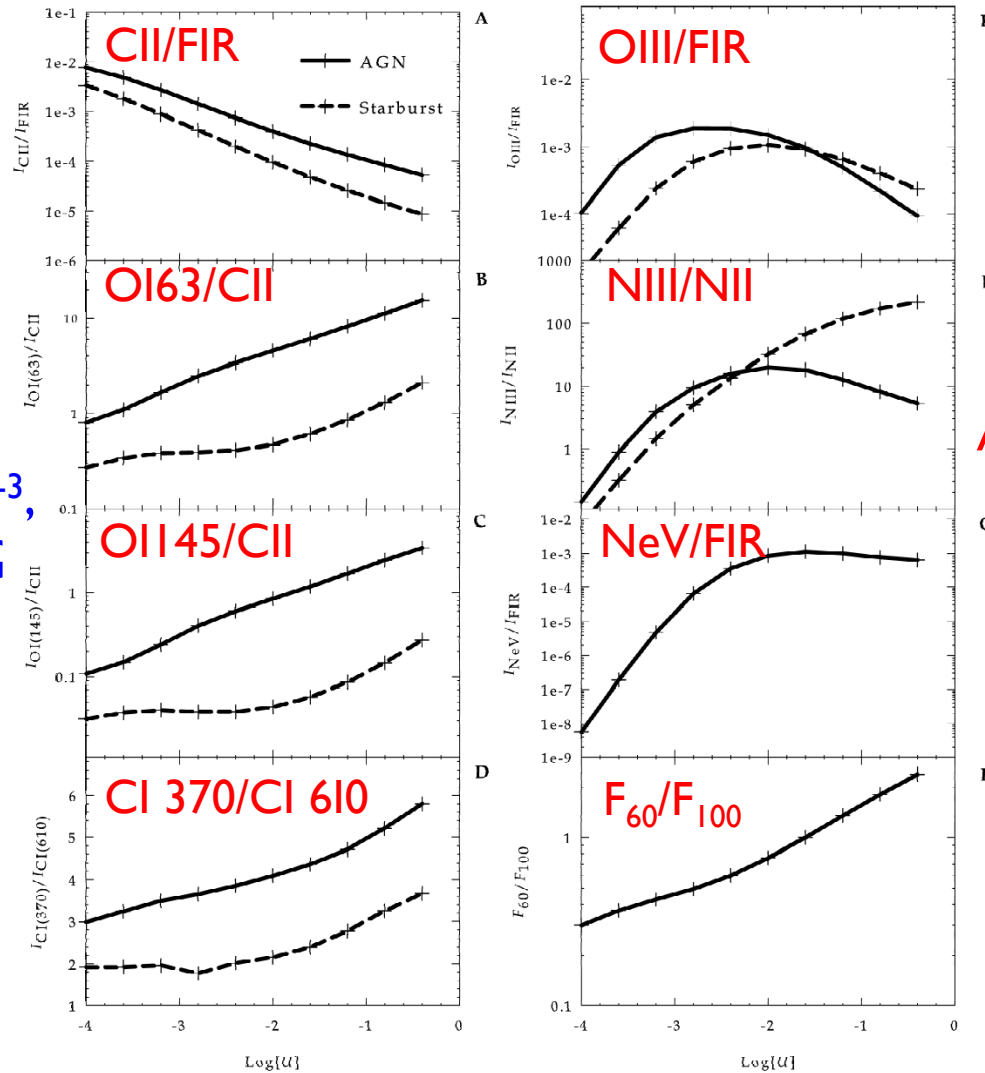 A
CII/FIR
AGN
Starburst
1e-1
1e-2
1e-3
1e-4
1e-5
1e-6
I_CII/I_FIR
B
OI63/CII
10
1
0.1
I_OI(63)/I_CII
-3,
C
OI145/CII
1
0.1
I_OI(145)/I_CII
D
CI 370/CI 610
6
5
4
3
2
1
I_CI(370)/I_CI(610)
-4 -3 -2 -1 0
Log{U}
OIII/FIR
1e-2
1e-3
1e-4
I_OIII/I_FIR
NIII/NII
1000
100
10
1
I_NIII/I_NII
NeV/FIR
1e-2
1e-3
1e-4
1e-5
1e-6
1e-7
1e-8
1e-9
I_NeV/I_FIR
F60/F100
1
0.1
F60/F100
-4 -3 -2 -1 0
Log{U}